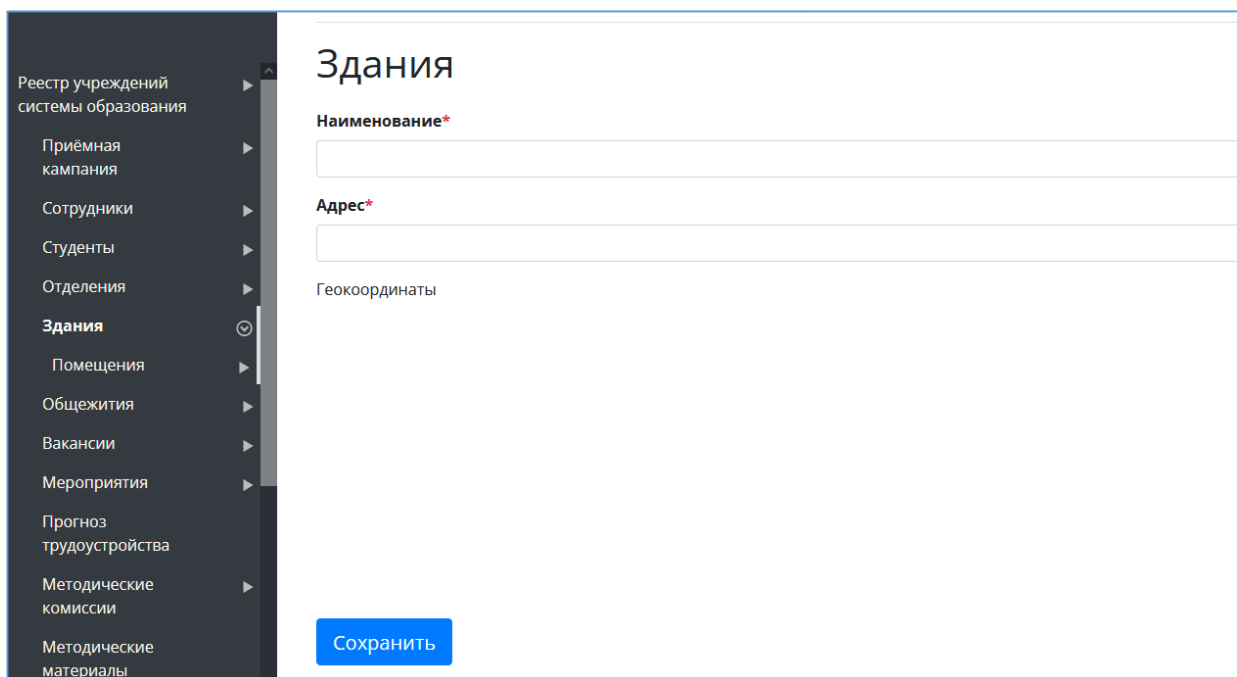 Реестр учреждений
системы образования
Приёмная
кампания
Сотрудники
Студенты
Отделения
Здания
Помещения
Общежития
Вакансии
Мероприятия
Прогноз
трудоустройства
Методические
комиссии
Методические
материалы
Здания
Наименование*
Адрес*
Геокоординаты
Сохранить